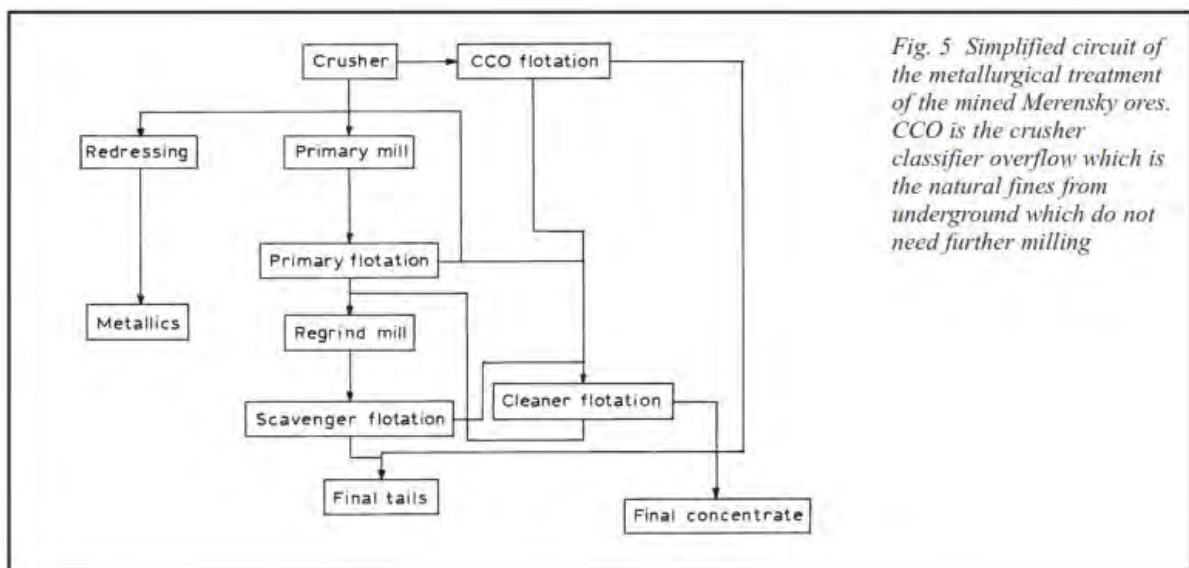 Crusher
CCO flotation
Redressing
Primary mill
Primary flotation
Metallics
Regrind mill
Scavenger flotation
Cleaner flotation
Final tails
Final concentrate
Fig. 5 Simplified circuit of
the metallurgical treatment
of the mined Merensky ores.
CCO is the crusher
classifier overflow which is
the natural fines from
underground which do not
need further milling